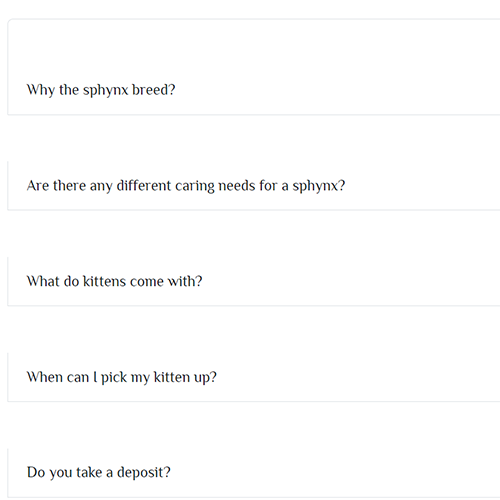 Why the sphynx breed?
Are there any different caring needs for a sphynx?
What do kittens come with?
When can I pick my kitten up?
Do you take a deposit?